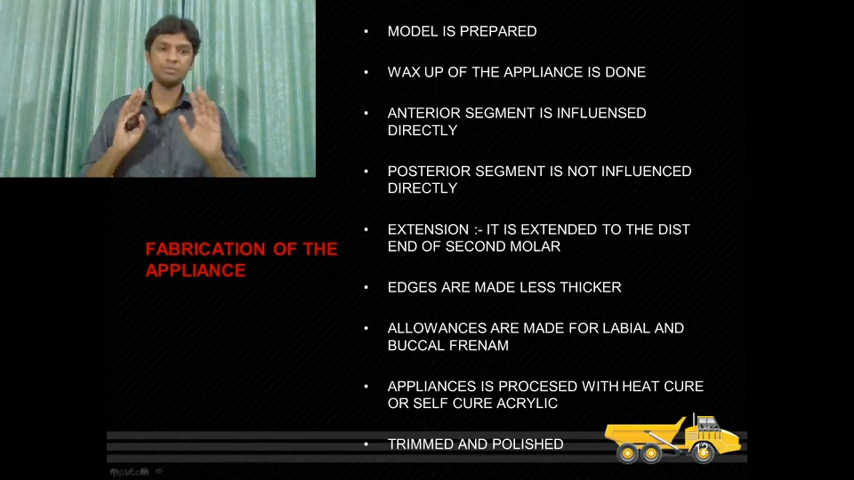 MODEL IS PREPARED
WAX UP OF THE APPLIANCE IS DONE
ANTERIOR SEGMENT IS INFLUENSED
DIRECTLY
POSTERIOR SEGMENT IS NOT INFLUENCED
DIRECTLY
EXTENSION :- IT IS EXTENDED TO THE DIST
END OF SECOND MOLAR
FABRICATION OF THE
APPLIANCE
EDGES ARE MADE LESS THICKER
ALLOWANCES ARE MADE FOR LABIAL AND
BUCCAL FRENAM
APPLIANCES IS PROCESED WITH HEAT CURE
OR SELF CURE ACRYLIC
TRIMMED AND POLISHED
12